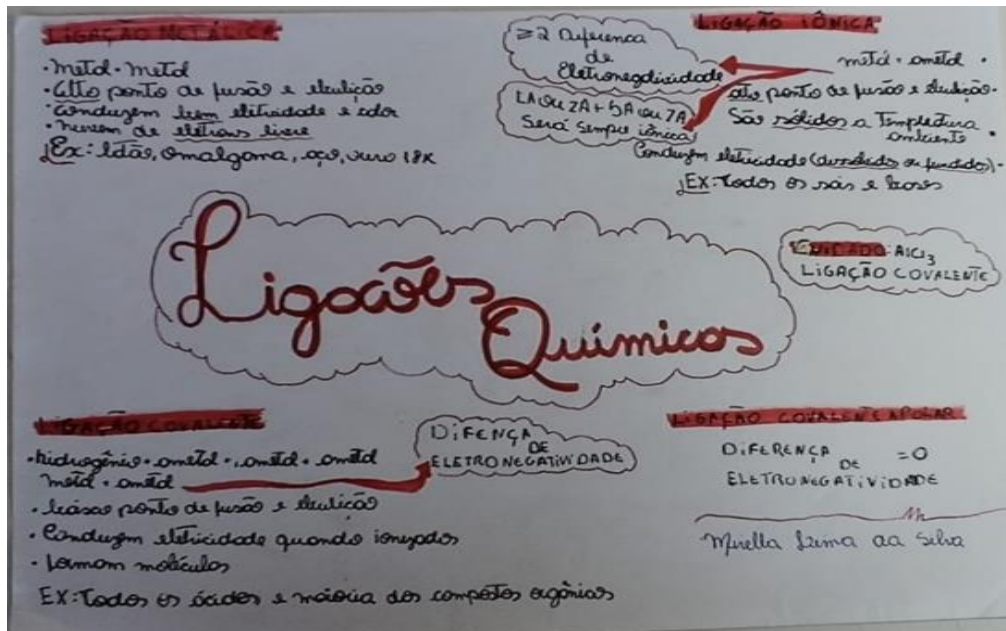 LIGAÇÃO METÁLICA
• metal - metal
• Alto ponto de fusão e ebulição
• Conduzem bem eletricidade e calor
• nuvem de elétrons livre
Ex: latão, amalgama, aço, ouro 18K
LIGAÇÃO IÔNICA
≥2 Diferença
de
Eletronegatividade
1A ou 2A + 5A ou 7A
Será sempre iônica
metal - ametal •
alto ponto de fusão e ebulição •
São sólidos a Temperatura
ambiente •
Conduzem eletricidade (dissolvidos ou fundidos) •
EX: todos os sais e bases
Ligações
Químicas
CUIDADO: AlCl3
LIGAÇÃO COVALENTE
LIGAÇÃO COVALENTE
• hidrogênio - ametal - ametal - ametal
metal - ametal
DIFENÇA
DE
ELETRONEGATIVIDADE
• baixo ponto de fusão e ebulição
• Conduzem eletricidade quando ionizados
• formam moléculas
EX: todos os ácidos e maioria dos compostos orgânicos
LIGAÇÃO COVALENTE APOLAR
DIFERENÇA
DE =0
ELETRONEGATIVIDADE
Mirella Lima da Silva